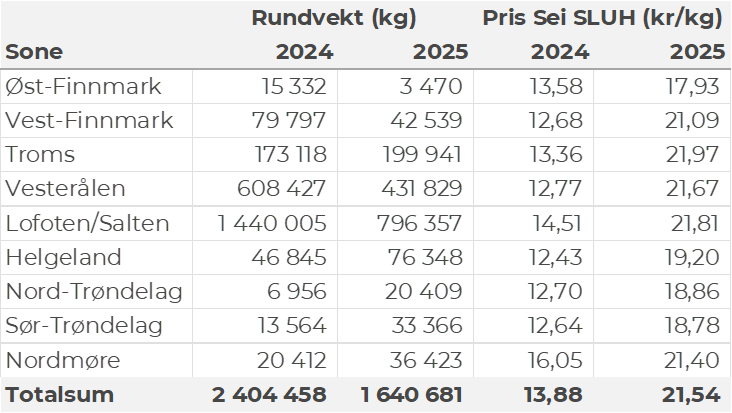 Rundvekt (kg) Pris Sei SLUH (kr/kg)
Sone 2024 2025 2024 2025
Øst-Finnmark 15 332 3 470 13,58 17,93
Vest-Finnmark 79 797 42 539 12,68 21,09
Troms 173 118 199 941 13,36 21,97
Vesterålen 608 427 431 829 12,77 21,67
Lofoten/Salten 1 440 005 796 357 14,51 21,81
Helgeland 46 845 76 348 12,43 19,20
Nord-Trøndelag 6 956 20 409 12,70 18,86
Sør-Trøndelag 13 564 33 366 12,64 18,78
Nordmøre 20 412 36 423 16,05 21,40
Totalsum 2 404 458 1 640 681 13,88 21,54